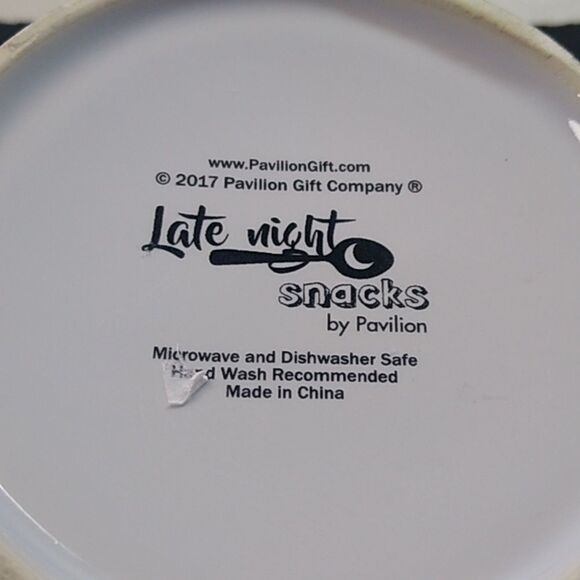 www.PavilionGift.com
© 2017 Pavilion Gift Company ®
Late night
snacks
by Pavilion
Microwave and Dishwasher Safe
Hand Wash Recommended
Made in China